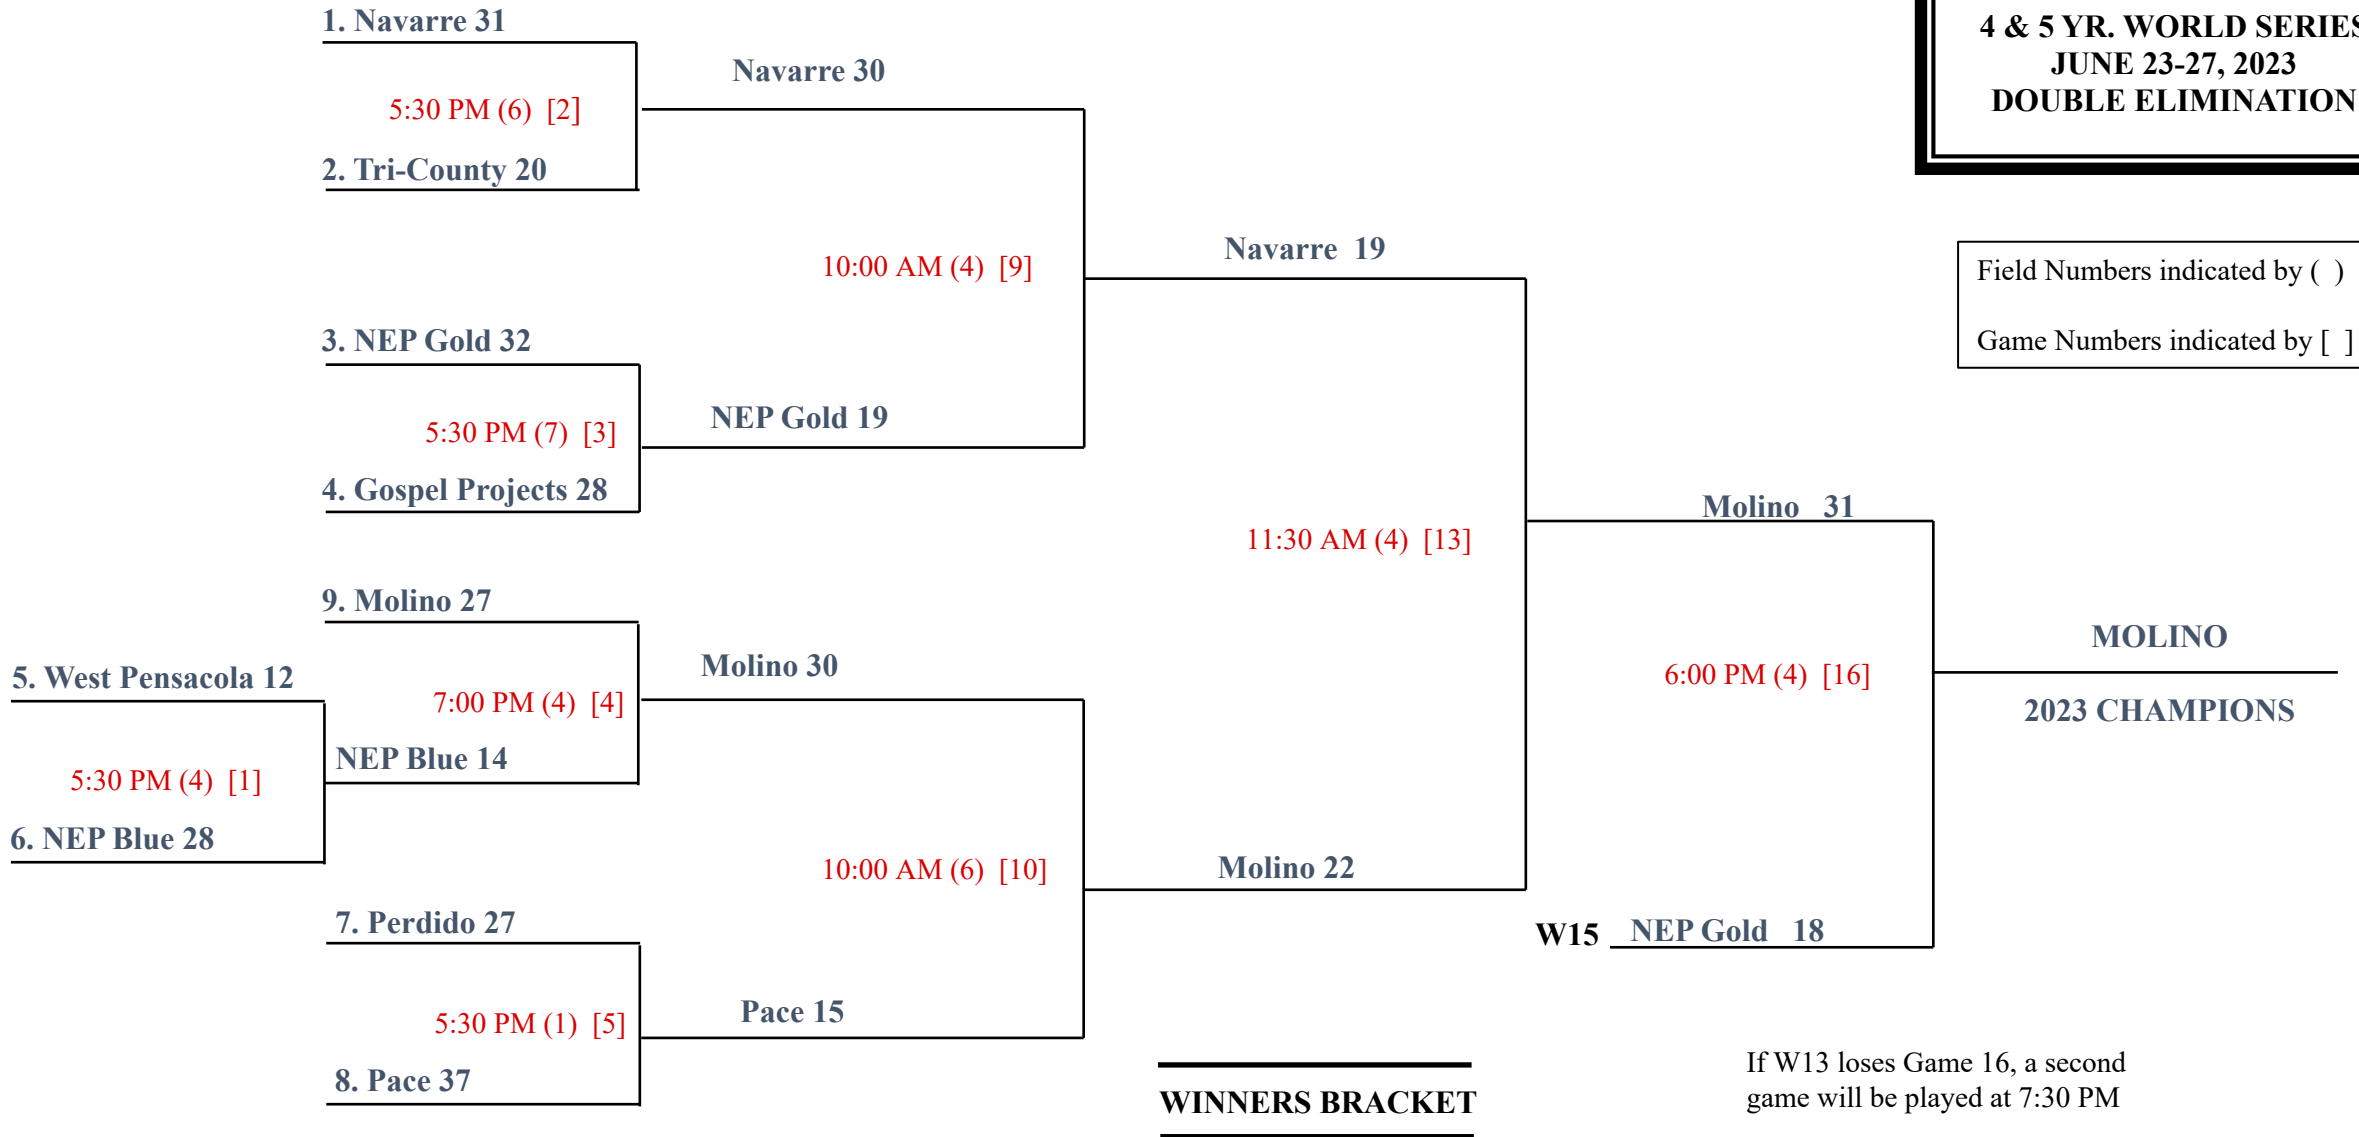 1. Navarre 31
5:30 PM (6) [2]
2. Tri-County 20
Navarre 30
10:00 AM (4) [9]
3. NEP Gold 32
5:30 PM (7) [3]
4. Gospel Projects 28
NEP Gold 19
Navarre 19
11:30 AM (4) [13]
9. Molino 27
7:00 PM (4) [4]
5. West Pensacola 12
5:30 PM (4) [1]
6. NEP Blue 28
NEP Blue 14
Molino 30
10:00 AM (6) [10]
7. Perdido 27
5:30 PM (1) [5]
8. Pace 37
Pace 15
Molino 22
Molino 31
6:00 PM (4) [16]
W15 NEP Gold 18
MOLINO
2023 CHAMPIONS
4 & 5 YR. WORLD SERIES
JUNE 23-27, 2023
DOUBLE ELIMINATION
Field Numbers indicated by ( )
Game Numbers indicated by [ ]
WINNERS BRACKET
If W13 loses Game 16, a second
game will be played at 7:30 PM